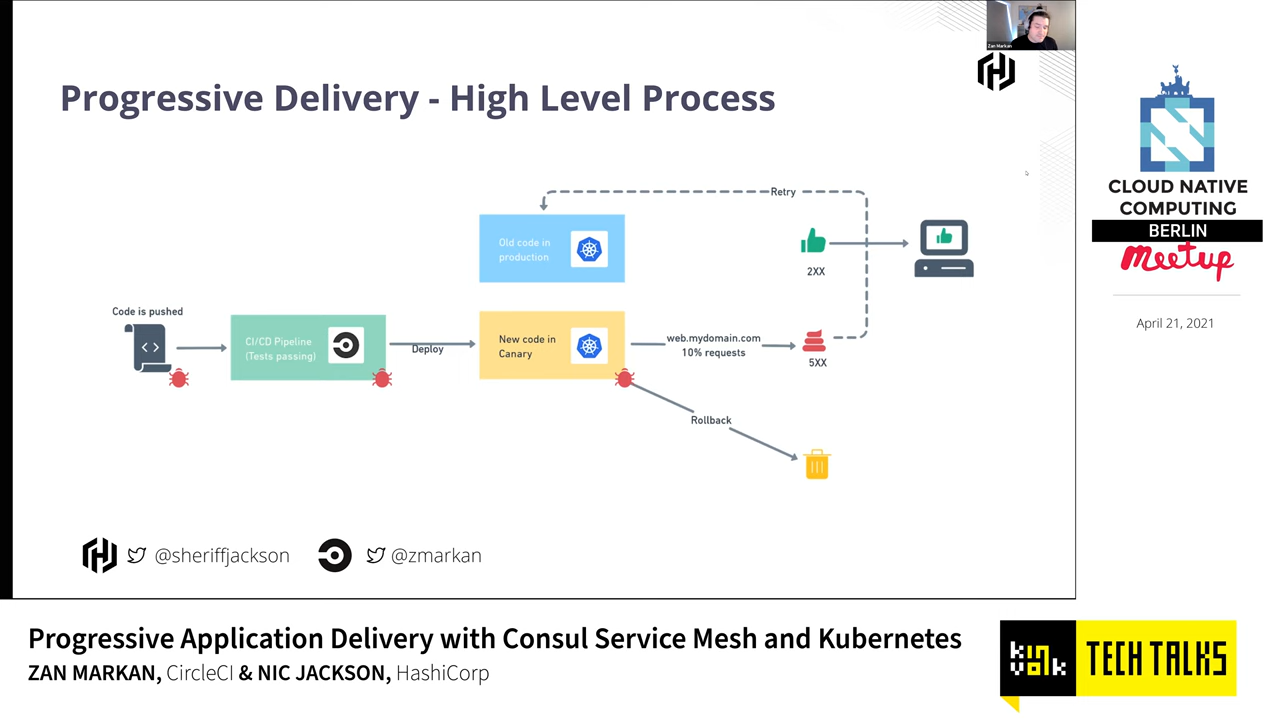 Zan Markan
Progressive Delivery - High Level Process
Retry
Old code in
production
2XX
Code is pushed
CI/CD Pipeline
(Tests passing)
Deploy
New code in
Canary
web.mydomain.com
10% requests
5XX
Rollback
@sheriffjackson
@zmarkan
CLOUD NATIVE
COMPUTING
BERLIN
meetup
April 21, 2021
Progressive Application Delivery with Consul Service Mesh and Kubernetes
ZAN MARKAN, CircleCI & NIC JACKSON, HashiCorp
kinvolk
TECH TALKS